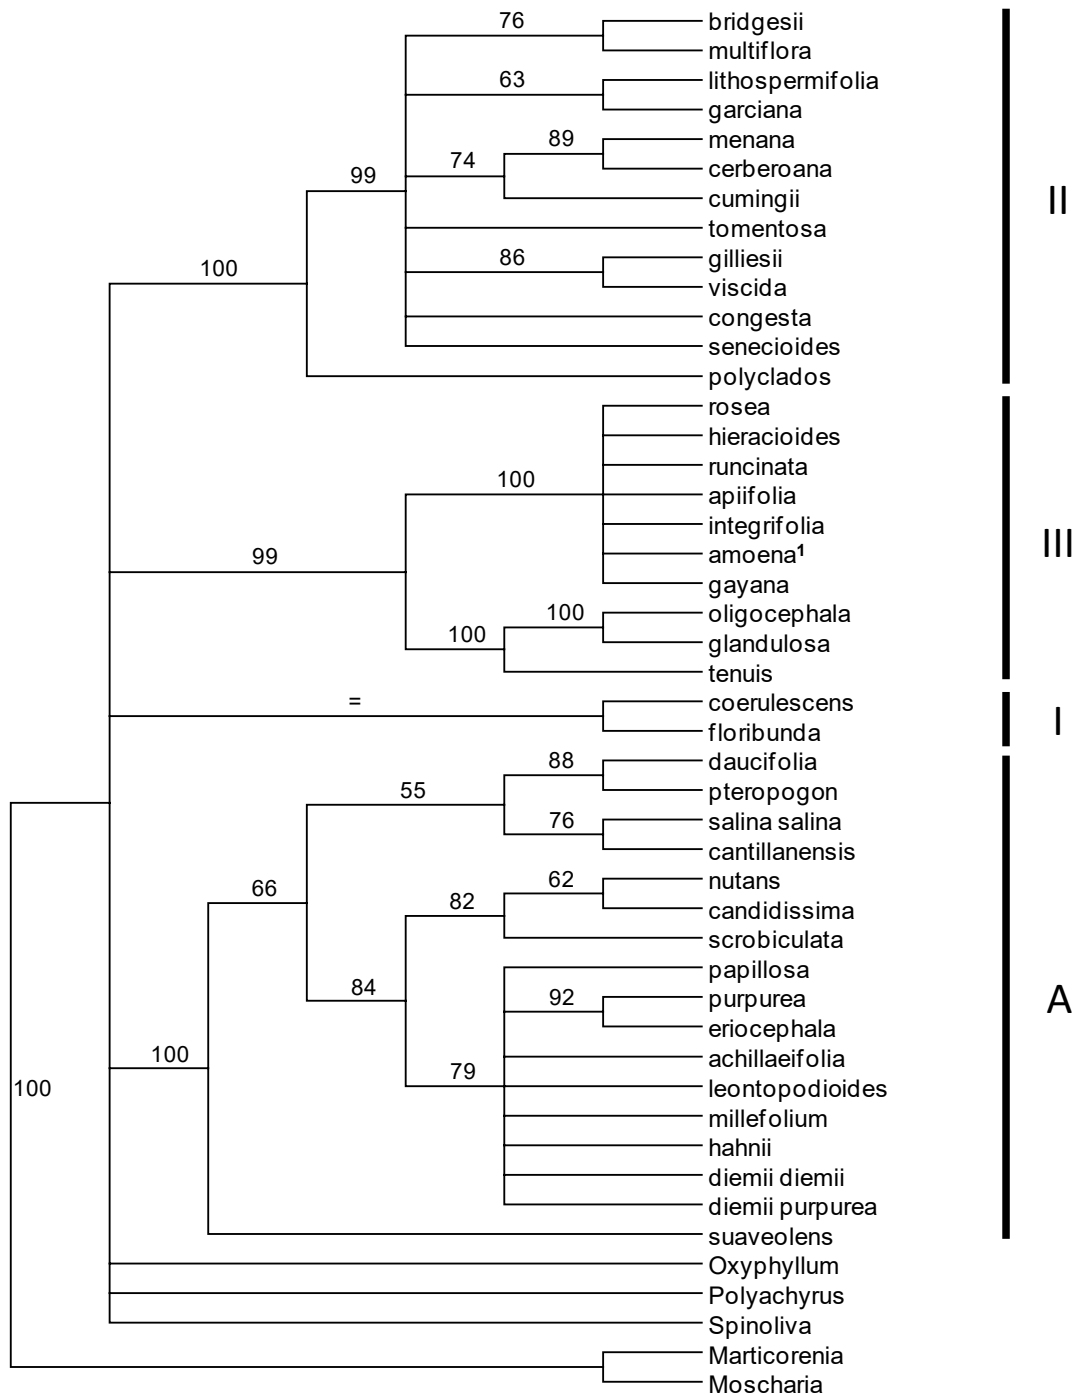 76
bridgesii
multiflora
63
lithospermifolia
garciana
89
menana
74
cerberoana
99
cumingii
II
tomentosa
86
gilliesii
100
viscida
congesta
senecioides
polyclados
rosea
hieracioides
runcinata
100
apiifolia
integrifolia
99
amoena¹
III
gayana
100
oligocephala
100
glandulosa
tenuis
=
coerulescens
I
floribunda
88
daucifolia
55
pteropogon
76
salina salina
cantillanensis
66
62
nutans
82
candidissima
scrobiculata
papillosa
84
92
purpurea
A
eriocephala
100
achillaeifolia
79
100
leontopodioides
millefolium
hahnii
diemii diemii
diemii purpurea
suaveolens
Oxyphyllum
Polyachyrus
Spinoliva
Marticorenia
Moscharia